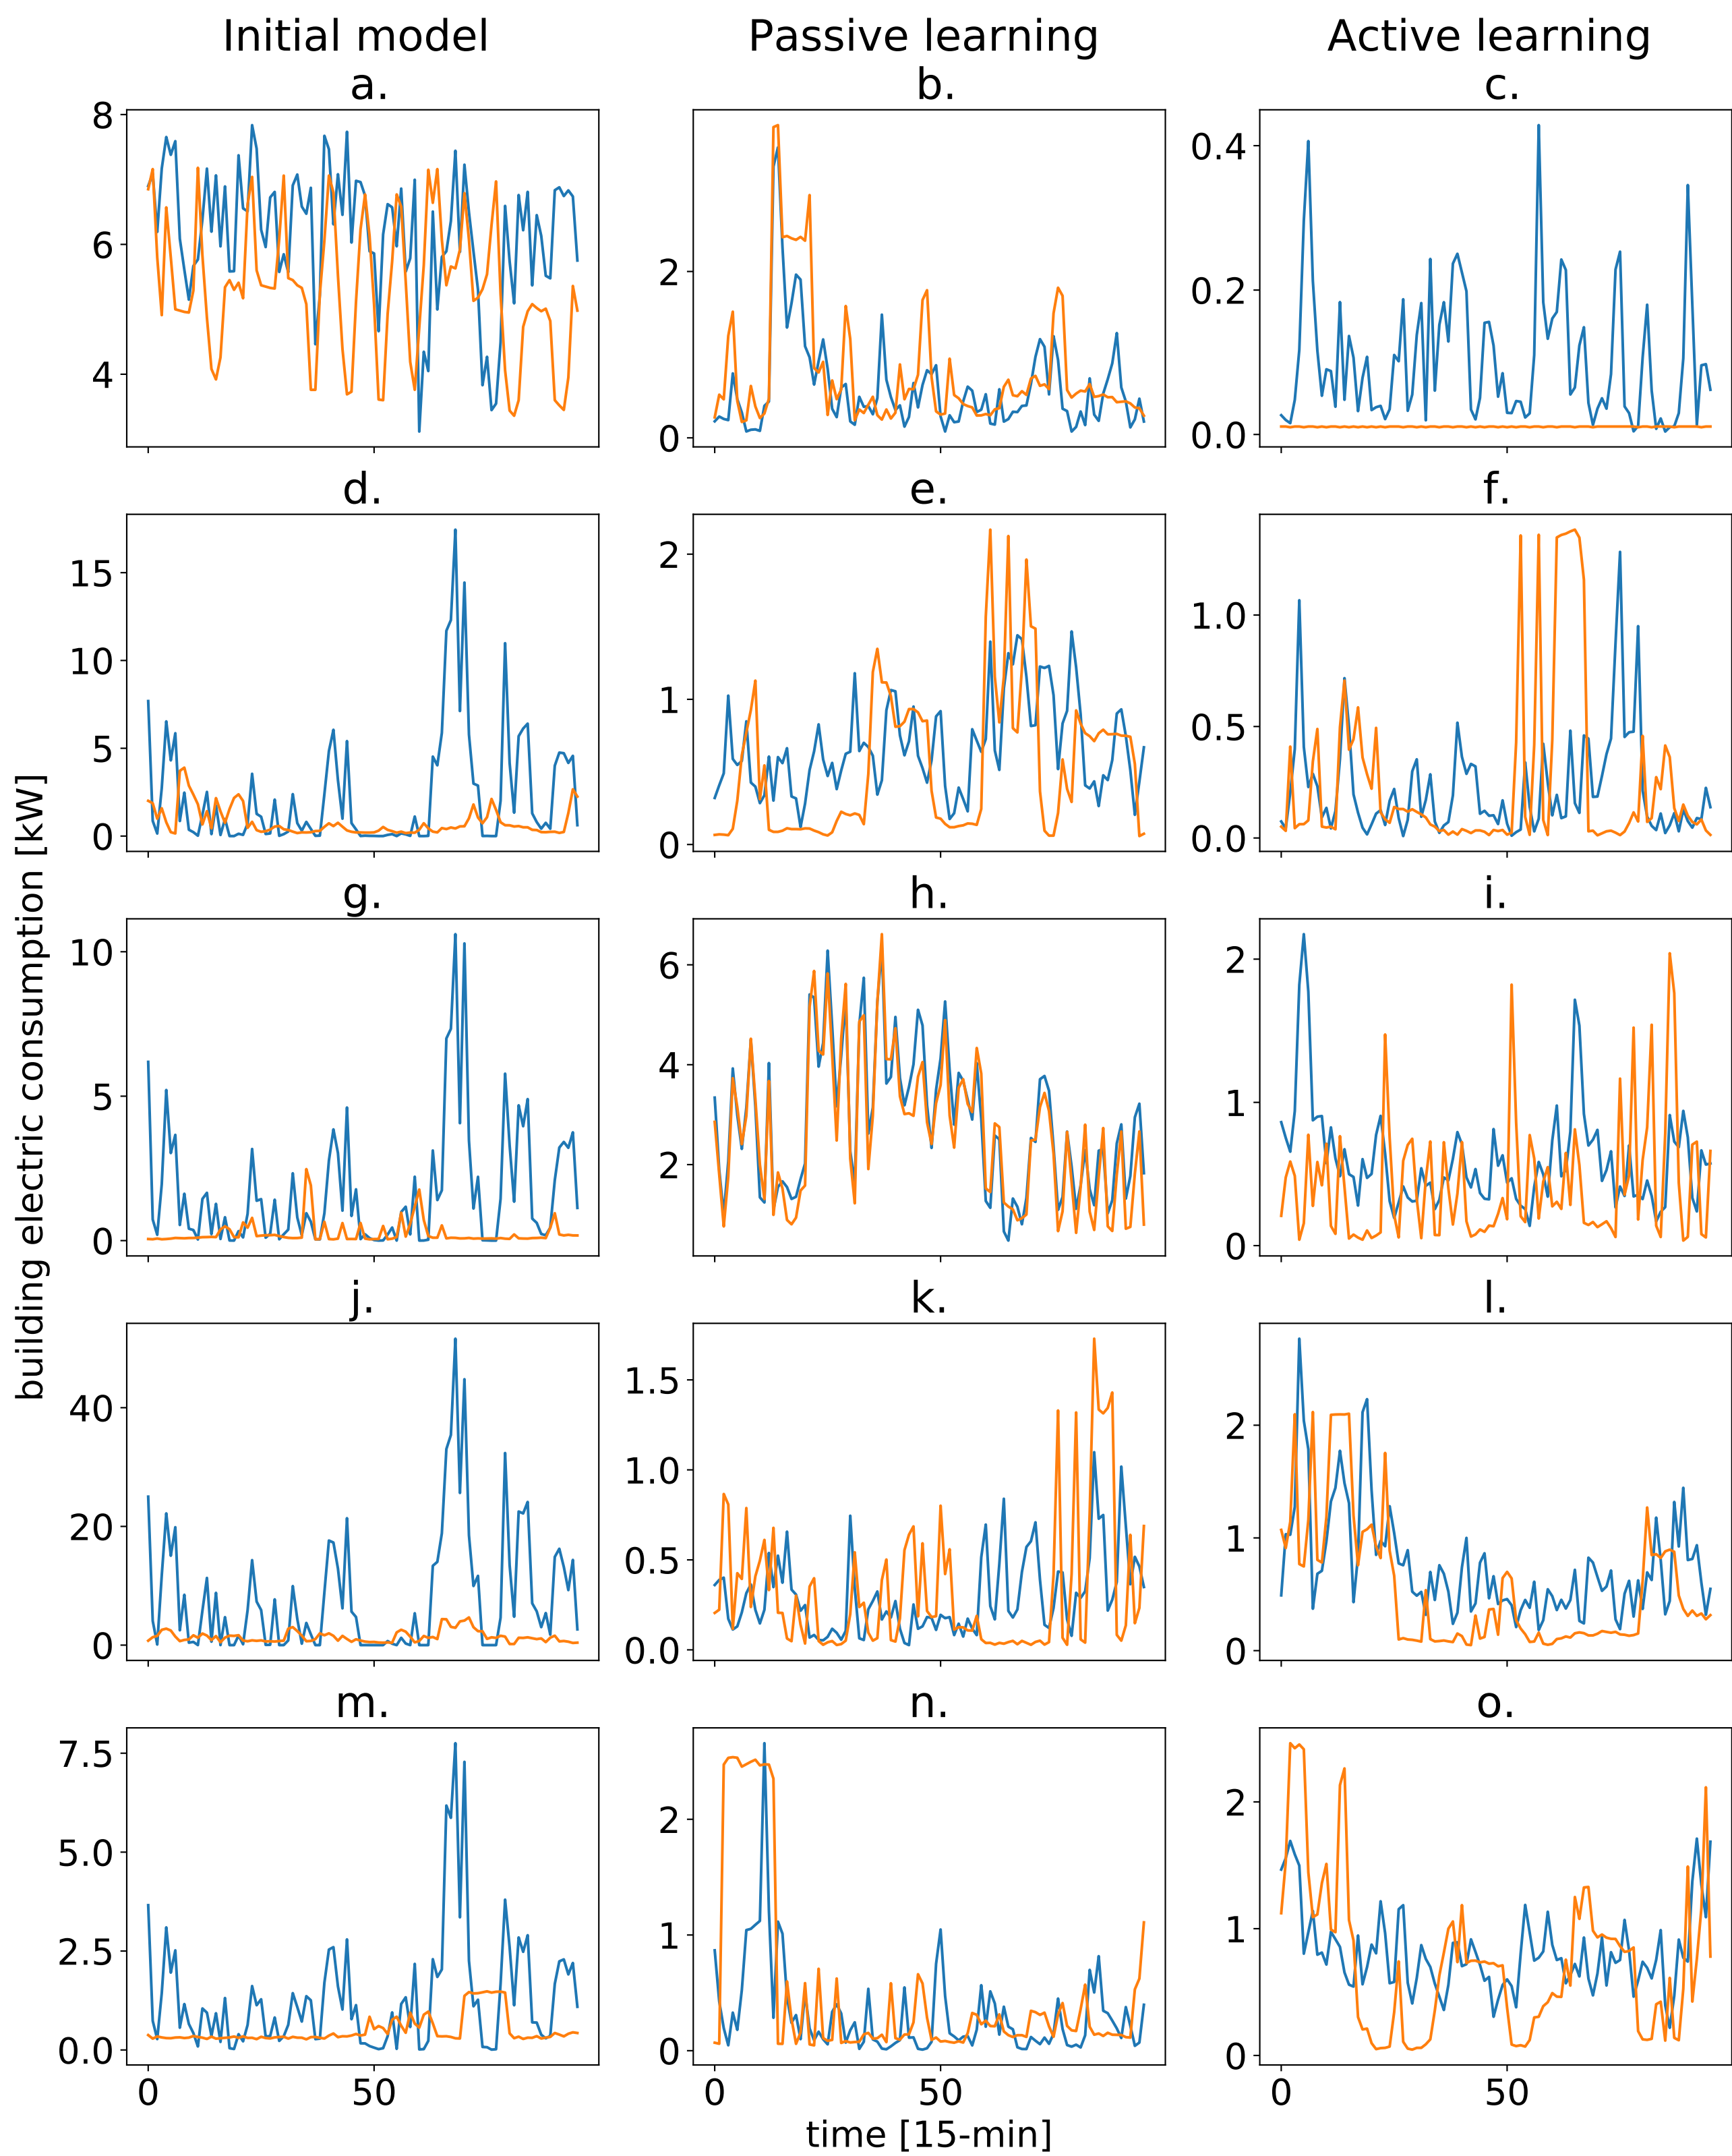 Initial model
Passive learning
Active learning
a.
b.
c.
8
6
4
2
0
0.4
0.2
0.0
d.
e.
f.
15
10
5
0
2
1
0
1.0
0.5
0.0
g.
h.
i.
10
5
0
6
4
2
2
1
0
j.
k.
l.
40
20
0
1.5
1.0
0.5
0.0
2
1
0
m.
n.
o.
7.5
5.0
2.5
0.0
2
1
0
2
1
0
0 50
0 50
0 50
time [15-min]
building electric consumption [kW]